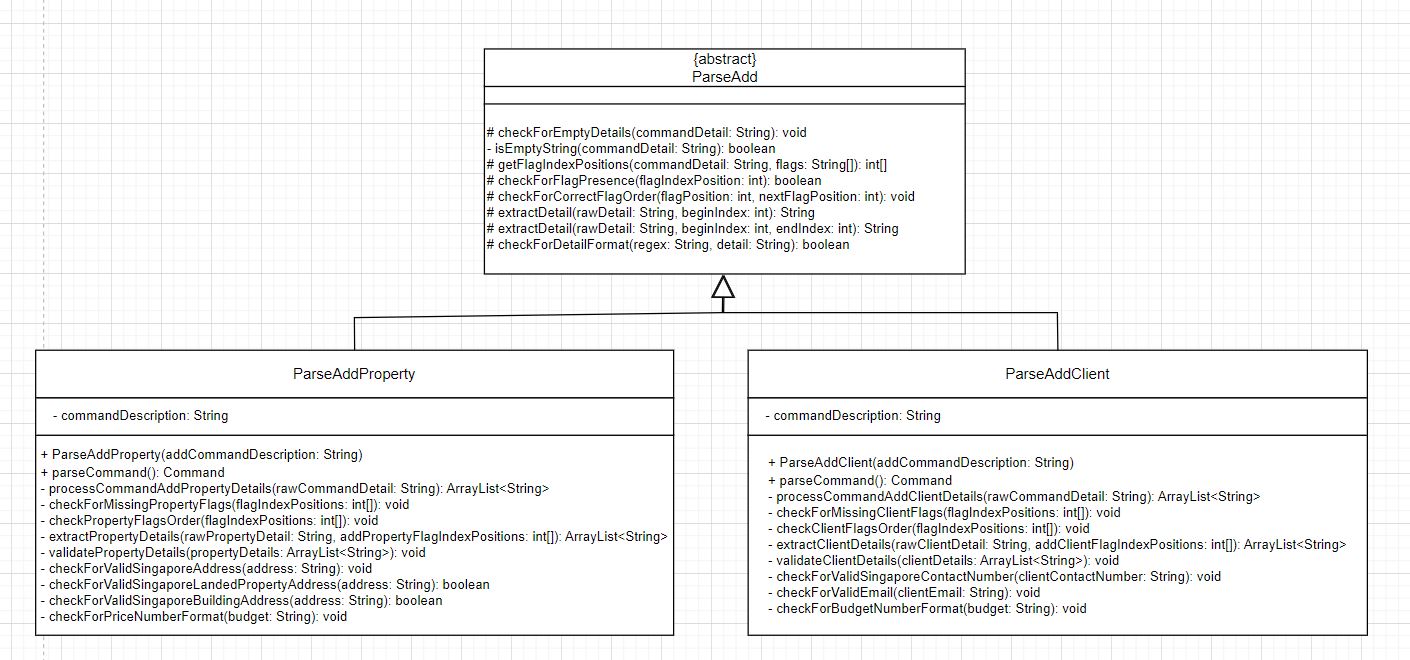 {abstract}
ParseAdd
# checkForEmptyDetails(commandDetail: String): void
- isEmptyString(commandDetail: String): boolean
# getFlagIndexPositions(commandDetail: String, flags: String[]): int[]
# checkForFlagPresence(flagIndexPosition: int): boolean
# checkForCorrectFlagOrder(flagPosition: int, nextFlagPosition: int): void
# extractDetail(rawDetail: String, beginIndex: int): String
# extractDetail(rawDetail: String, beginIndex: int, endIndex: int): String
# checkForDetailFormat(regex: String, detail: String): boolean
ParseAddProperty
- commandDescription: String
+ ParseAddProperty(addCommandDescription: String)
+ parseCommand(): Command
- processCommandAddPropertyDetails(rawCommandDetail: String): ArrayList<String>
- checkForMissingPropertyFlags(flagIndexPositions: int[]): void
- checkPropertyFlagsOrder(flagIndexPositions: int[]): void
- extractPropertyDetails(rawPropertyDetail: String, addPropertyFlagIndexPositions: int[]): ArrayList<String>
- validatePropertyDetails(propertyDetails: ArrayList<String>): void
- checkForValidSingaporeAddress(address: String): void
- checkForValidSingaporeLandedPropertyAddress(address: String): boolean
- checkForValidSingaporeBuildingAddress(address: String): boolean
- checkForPriceNumberFormat(budget: String): void
ParseAddClient
- commandDescription: String
+ ParseAddClient(addCommandDescription: String)
+ parseCommand(): Command
- processCommandAddClientDetails(rawCommandDetail: String): ArrayList<String>
- checkForMissingClientFlags(flagIndexPositions: int[]): void
- checkClientFlagsOrder(flagIndexPositions: int[]): void
- extractClientDetails(rawClientDetail: String, addClientFlagIndexPositions: int[]): ArrayList<String>
- validateClientDetails(clientDetails: ArrayList<String>): void
- checkForValidSingaporeContactNumber(clientContactNumber: String): void
- checkForValidEmail(clientEmail: String): void
- checkForBudgetNumberFormat(budget: String): void